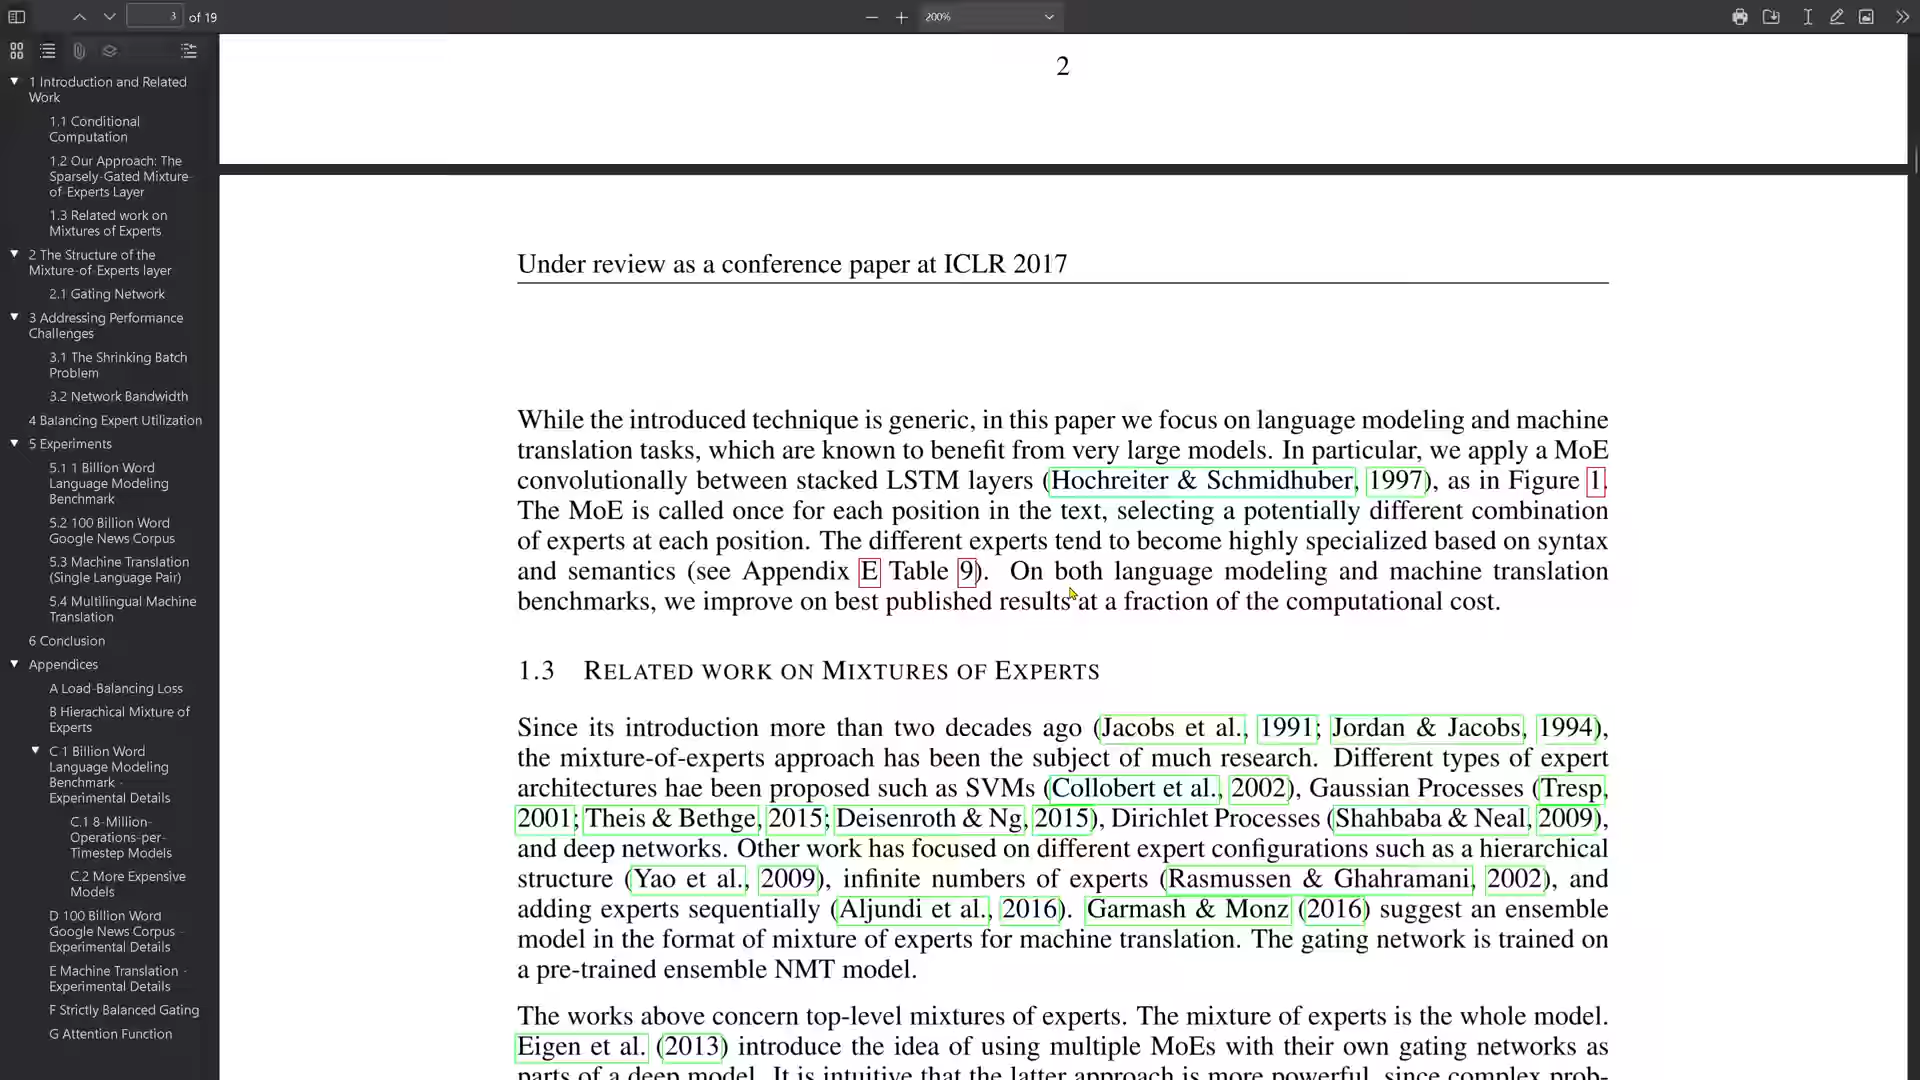 3 of 19
200%
1 Introduction and Related
Work
1.1 Conditional
Computation
1.2 Our Approach: The
Sparsely-Gated Mixture-
of-Experts Layer
1.3 Related work on
Mixtures of Experts
2 The Structure of the
Mixture-of-Experts layer
2.1 Gating Network
3 Addressing Performance
Challenges
3.1 The Shrinking Batch
Problem
3.2 Network Bandwidth
4 Balancing Expert Utilization
5 Experiments
5.1 1 Billion Word
Language Modeling
Benchmark
5.2 100 Billion Word
Google News Corpus
5.3 Machine Translation
(Single Language Pair)
5.4 Multilingual Machine
Translation
6 Conclusion
Appendices
A Load-Balancing Loss
B Hierachical Mixture of
Experts
C 1 Billion Word
Language Modeling
Benchmark -
Experimental Details
C.1 8-Million-
Operations-per-
Timestep Models
C.2 More Expensive
Models
D 100 Billion Word
Google News Corpus -
Experimental Details
E Machine Translation -
Experimental Details
F Strictly Balanced Gating
G Attention Function
2
Under review as a conference paper at ICLR 2017
While the introduced technique is generic, in this paper we focus on language modeling and machine
translation tasks, which are known to benefit from very large models. In particular, we apply a MoE
convolutionally between stacked LSTM layers (Hochreiter & Schmidhuber, 1997), as in Figure 1.
The MoE is called once for each position in the text, selecting a potentially different combination
of experts at each position. The different experts tend to become highly specialized based on syntax
and semantics (see Appendix E Table 9). On both language modeling and machine translation
benchmarks, we improve on best published results at a fraction of the computational cost.
1.3 RELATED WORK ON MIXTURES OF EXPERTS
Since its introduction more than two decades ago (Jacobs et al., 1991; Jordan & Jacobs, 1994),
the mixture-of-experts approach has been the subject of much research. Different types of expert
architectures hae been proposed such as SVMs (Collobert et al., 2002), Gaussian Processes (Tresp,
2001; Theis & Bethge, 2015; Deisenroth & Ng, 2015), Dirichlet Processes (Shahbaba & Neal, 2009),
and deep networks. Other work has focused on different expert configurations such as a hierarchical
structure (Yao et al., 2009), infinite numbers of experts (Rasmussen & Ghahramani, 2002), and
adding experts sequentially (Aljundi et al., 2016). Garmash & Monz (2016) suggest an ensemble
model in the format of mixture of experts for machine translation. The gating network is trained on
a pre-trained ensemble NMT model.
The works above concern top-level mixtures of experts. The mixture of experts is the whole model.
Eigen et al. (2013) introduce the idea of using multiple MoEs with their own gating networks as
parts of a deep model. It is intuitive that the latter approach is more powerful, since complex prob-